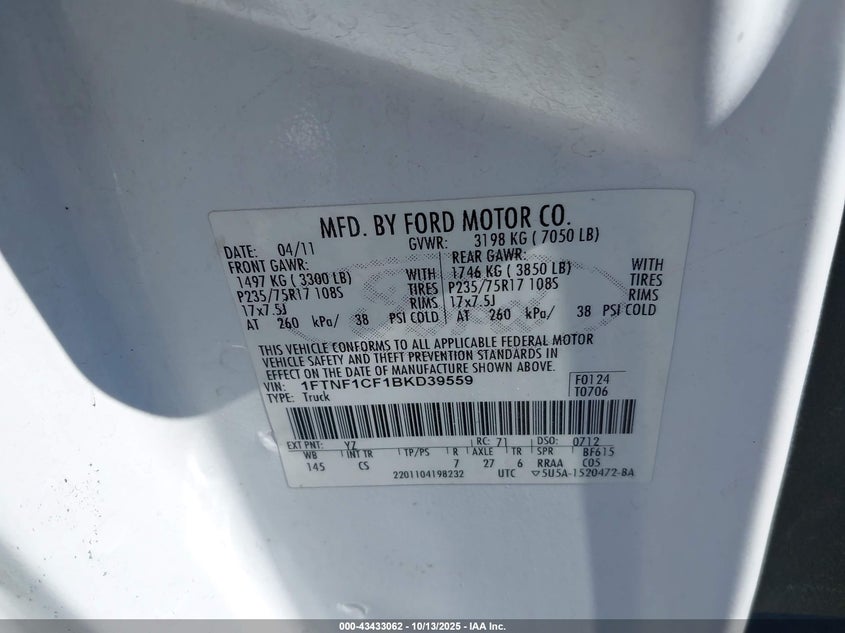 MFD. BY FORD MOTOR CO.
DATE: 04/11 GVWR: 3198 KG ( 7050 LB)
FRONT GAWR: REAR GAWR:
1497 KG ( 3300 LB) WITH 1746 KG ( 3850 LB) WITH
P235/75R17 108S TIRES P235/75R17 108S TIRES
17x7.5J RIMS 17x7.5J RIMS
AT 260 kPa/ 38 PSI COLD AT 260 kPa/ 38 PSI COLD
THIS VEHICLE CONFORMS TO ALL APPLICABLE FEDERAL MOTOR
VEHICLE SAFETY AND THEFT PREVENTION STANDARDS IN
EFFECT ON THE DATE OF MANUFACTURE SHOWN ABOVE.
VIN: 1FTNF1CF1BKD39559 F0124
TYPE: Truck T0706
EXT PNT: YZ RC: 71 DSO: 0712
WB INT TR TP/PS R AXLE TR SPR BF615
145 CS 7 27 6 RRAA C05
2201104198232 UTC ▽5U5A-1520472-BA
000-43433062 - 10/13/2025 - IAA Inc.